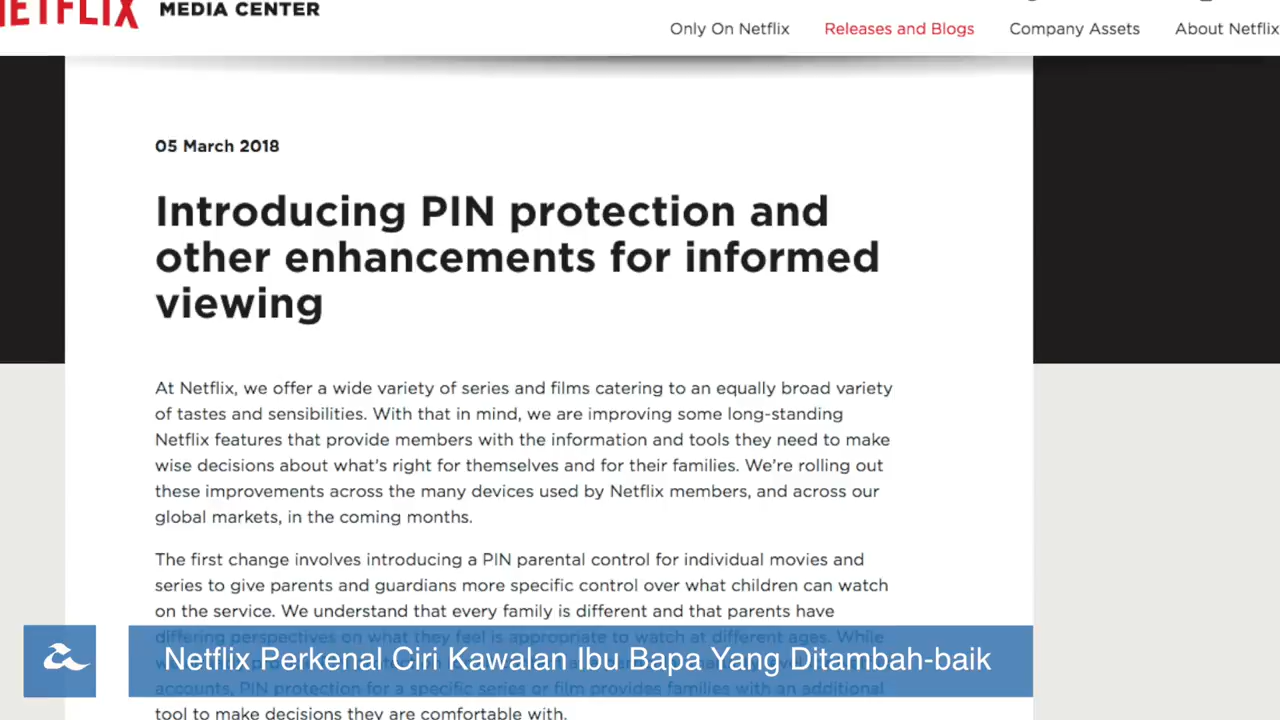 NETFLIX MEDIA CENTER
Only On Netflix Releases and Blogs Company Assets About Netflix
05 March 2018
Introducing PIN protection and
other enhancements for informed
viewing
At Netflix, we offer a wide variety of series and films catering to an equally broad variety
of tastes and sensibilities. With that in mind, we are improving some long-standing
Netflix features that provide members with the information and tools they need to make
wise decisions about what's right for themselves and for their families. We're rolling out
these improvements across the many devices used by Netflix members, and across our
global markets, in the coming months.
The first change involves introducing a PIN parental control for individual movies and
series to give parents and guardians more specific control over what children can watch
on the service. We understand that every family is different and that parents have
differing perspectives on what they feel is appropriate to watch at different ages. While
Netflix Perkenal Ciri Kawalan Ibu Bapa Yang Ditambah-baik
accounts, PIN protection for a specific series or film provides families with an additional
tool to make decisions they are comfortable with.